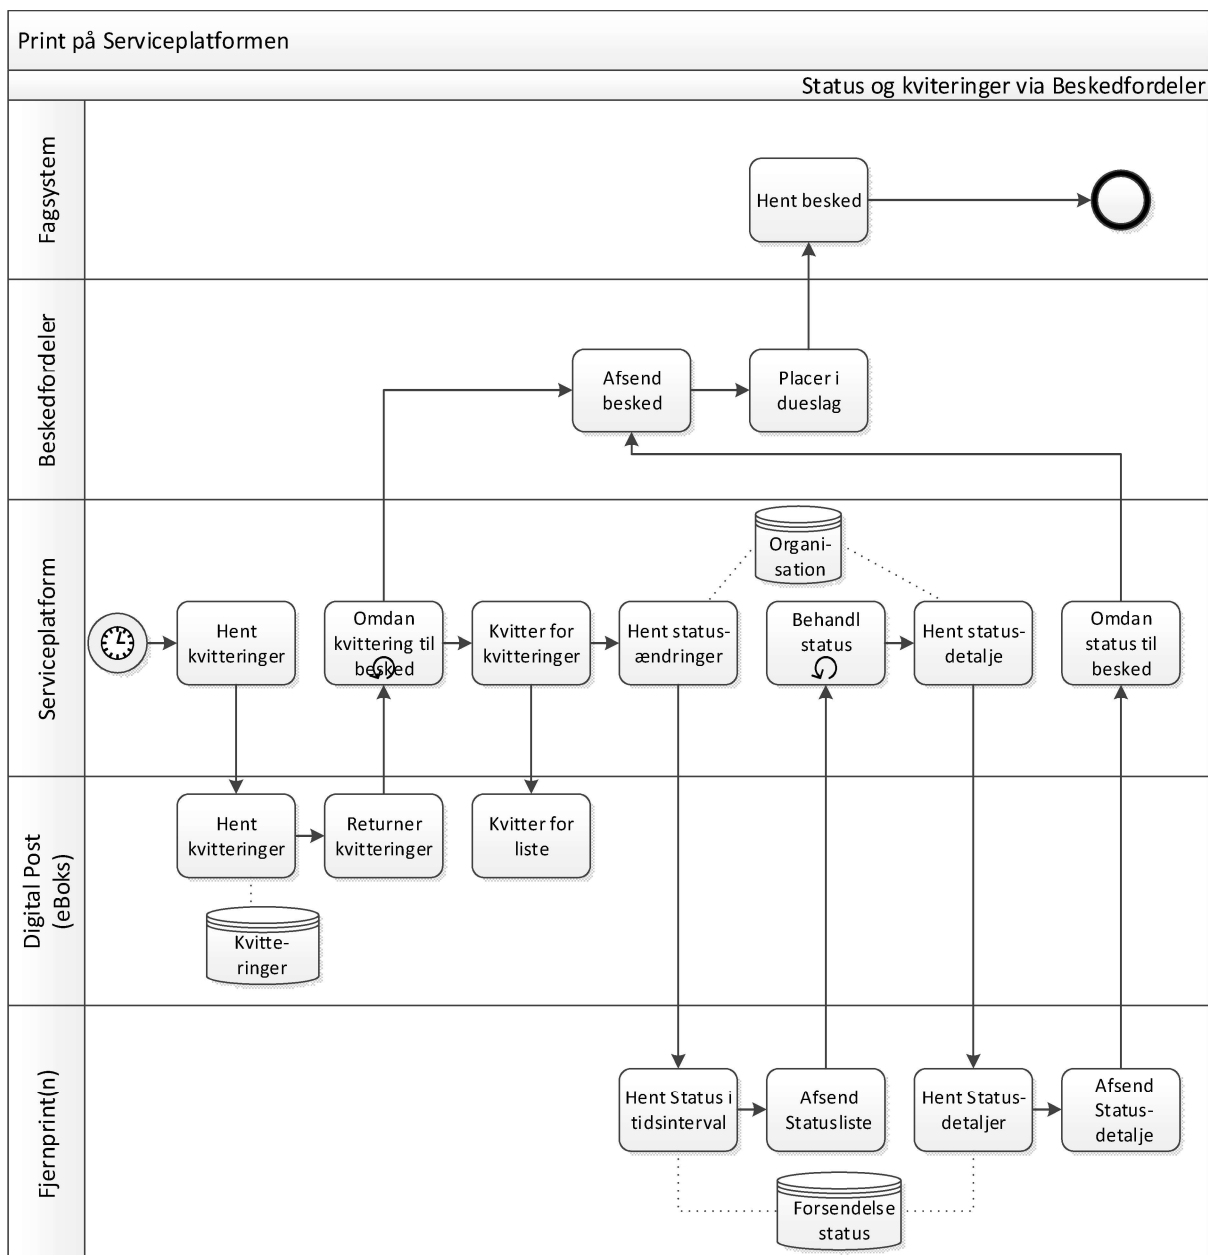 Print på Serviceplatformen
Status og kviteringer via Beskedfordeler
Fagsystem
Hent besked
Beskedfordeler
Afsend
besked
Placer i
dueslag
Serviceplatform
Organi-
sation
Hent
kvitteringer
Omdan
kvittering til
besked
Kvitter for
kvitteringer
Hent status-
ændringer
Behandl
status
Hent status-
detalje
Omdan
status til
besked
Digital Post
(eBoks)
Hent
kvitteringer
Returner
kvitteringer
Kvitter for
liste
Kvitte-
ringer
Fjernprint(n)
Hent Status i
tidsinterval
Afsend
Statusliste
Hent Status-
detaljer
Afsend
Status-
detalje
Forsendelse
status